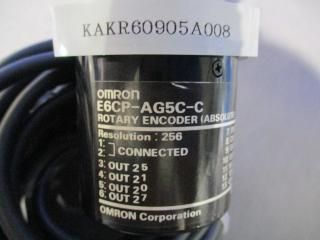 KAKR60905A008
OMRON
E6CP-AG5C-C
ROTARY ENCODER (ABSOLUTE
Resolution: 256
1:
2: CONNECTED
3: OUT 2 5
4: OUT 2 1
5: OUT 2 0
6: OUT 2 7
OMRON Corporation